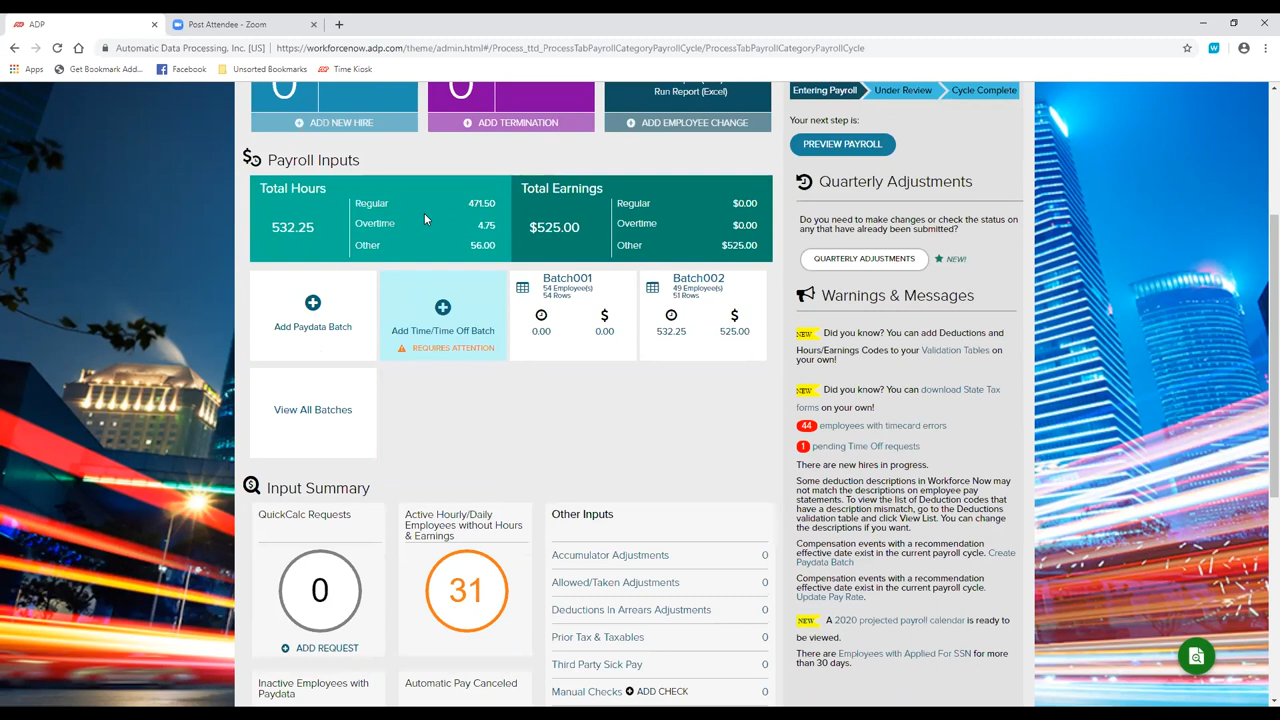 ADP
Post Attendee - Zoom
Automatic Data Processing, Inc. [US]
https://workforcenow.adp.com/theme/admin.html#/Process_ttd_ProcessTabPayrollCategoryPayrollCycle/ProcessTabPayrollCategoryPayrollCycle
Apps
Get Bookmark Add...
Facebook
Unsorted Bookmarks
Time Kiosk
0
ADD NEW HIRE
0
ADD TERMINATION
Run Report (Excel)
ADD EMPLOYEE CHANGE
Payroll Inputs
Total Hours
532.25
Regular 471.50
Overtime 4.75
Other 56.00
Total Earnings
$525.00
Regular $0.00
Overtime $0.00
Other $525.00
Add Paydata Batch
Add Time/Time Off Batch
REQUIRES ATTENTION
Batch001
54 Employee(s)
54 Rows
0.00 0.00
Batch002
49 Employee(s)
51 Rows
532.25 525.00
View All Batches
Input Summary
QuickCalc Requests
0
ADD REQUEST
Active Hourly/Daily
Employees without Hours
& Earnings
31
Other Inputs
Accumulator Adjustments 0
Allowed/Taken Adjustments 0
Deductions In Arrears Adjustments 0
Prior Tax & Taxables 0
Third Party Sick Pay 0
Manual Checks ADD CHECK 0
Inactive Employees with
Paydata
Automatic Pay Canceled
Entering Payroll
Under Review
Cycle Complete
Your next step is:
PREVIEW PAYROLL
Quarterly Adjustments
Do you need to make changes or check the status on
any that have already been submitted?
QUARTERLY ADJUSTMENTS
NEW!
Warnings & Messages
NEW Did you know? You can add Deductions and
Hours/Earnings Codes to your Validation Tables on
your own!
NEW Did you know? You can download State Tax
forms on your own!
44 employees with timecard errors
1 pending Time Off requests
There are new hires in progress.
Some deduction descriptions in Workforce Now may
not match the descriptions on employee pay
statements. To view the list of Deduction codes that
have a description mismatch, go to the Deductions
validation table and click View List. You can change
the descriptions if you want.
Compensation events with a recommendation
effective date exist in the current payroll cycle. Create
Paydata Batch
Compensation events with a recommendation
effective date exist in the current payroll cycle.
Update Pay Rate.
NEW A 2020 projected payroll calendar is ready to
be viewed.
There are Employees with Applied For SSN for more
than 30 days.